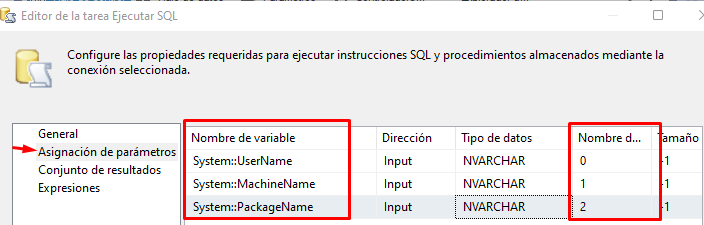 Editor de la tarea Ejecutar SQL
Configure las propiedades requeridas para ejecutar instrucciones SQL y procedimientos almacenados mediante la
conexión seleccionada.
General
Asignación de parámetros
Conjunto de resultados
Expresiones
Nombre de variable Dirección Tipo de datos Nombre d... Tamaño
System::UserName Input NVARCHAR 0 -1
System::MachineName Input NVARCHAR 1 -1
System::PackageName Input NVARCHAR 2 -1